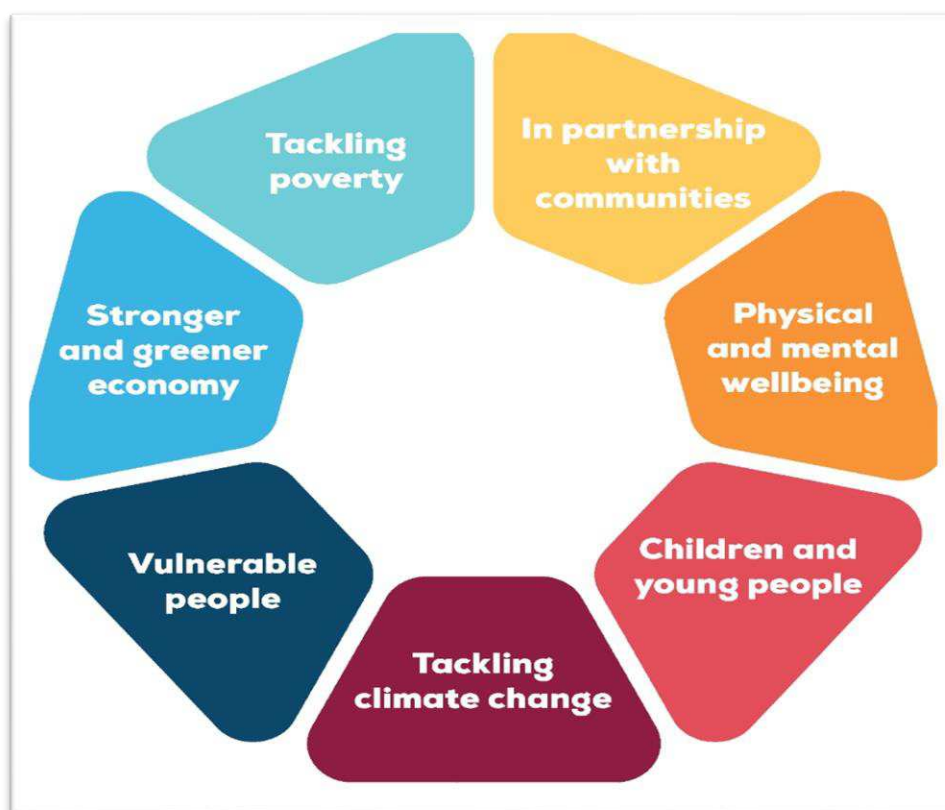 Tackling
poverty
In partnership
with
communities
Physical
and mental
wellbeing
Children and
young people
Tackling
climate change
Vulnerable
people
Stronger
and greener
economy